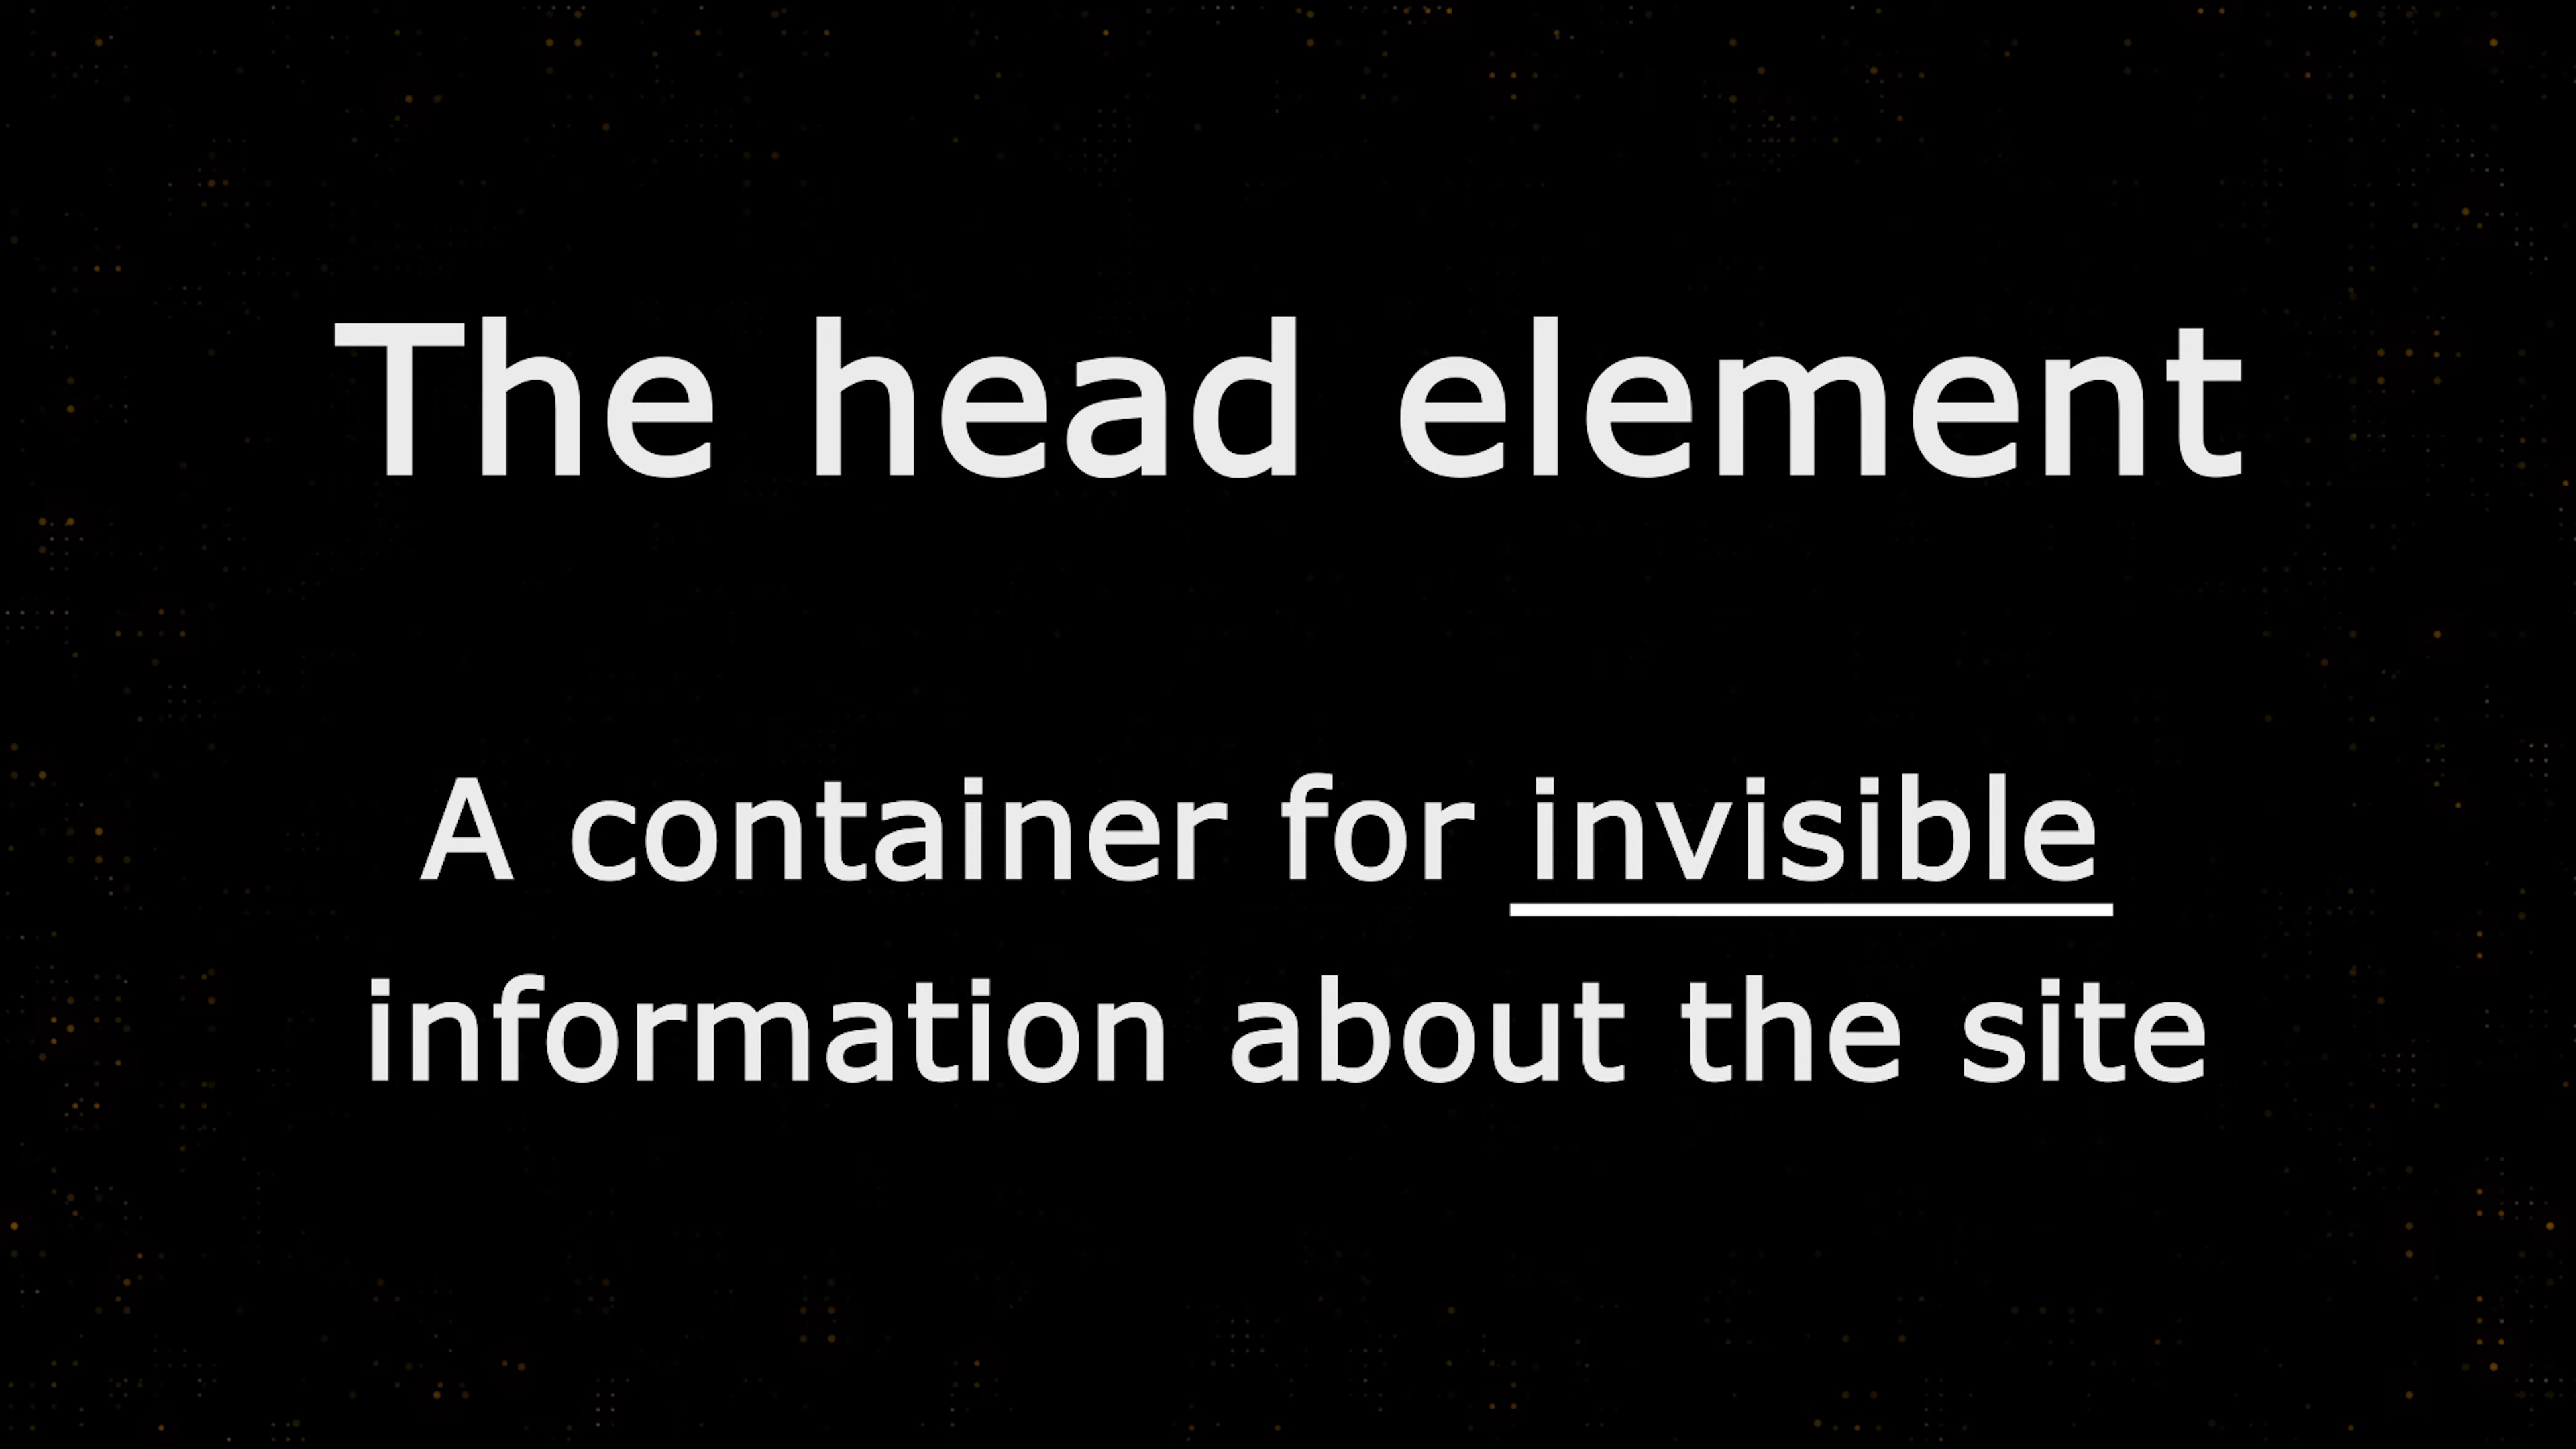 The head element
A container for invisible
information about the site